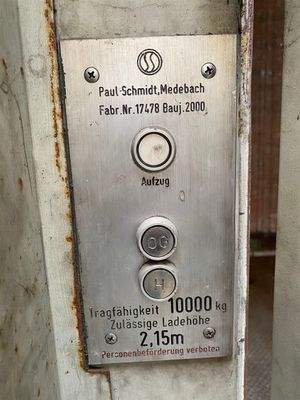 Paul Schmidt, Medebach
Fabr. Nr. 17478 Bauj. 2000
Aufzug
OG
H
Tragfähigkeit 10000 kg
Zulässige Ladehöhe
2,15m
Personenbeförderung verboten